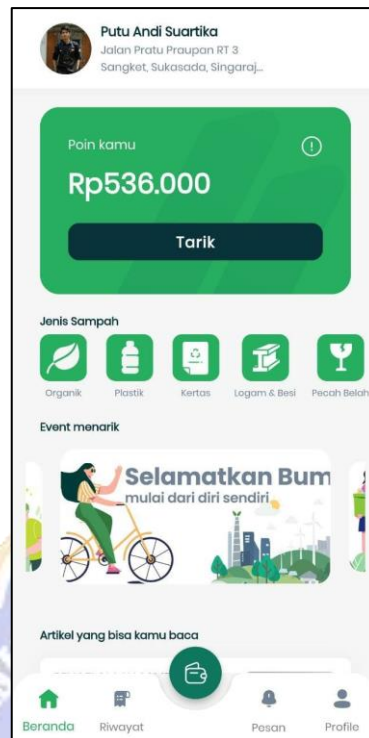 Putu Andi Suartika
Jalan Pratu Praupan RT 3
Sangket, Sukasada, Singaraj...
Poin kamu
Rp536.000
Tarik
Jenis Sampah
Organik
Plastik
Kertas
Logam & Besi
Pecah Belah
Event menarik
Selamatkan Bum
mulai dari diri sendiri
Artikel yang bisa kamu baca
Beranda
Riwayat
Pesan
Profile